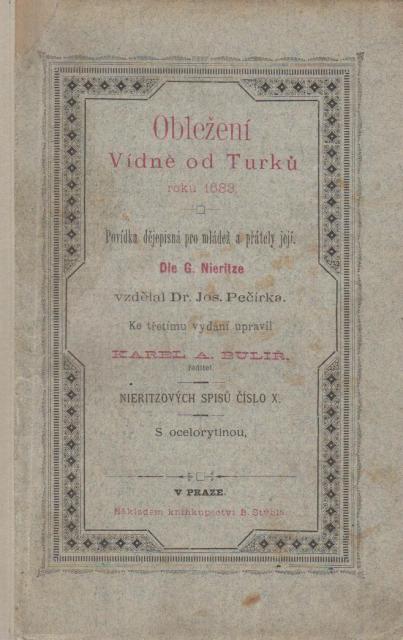 Obležení
Vídně od Turků
roku 1683.
Povídka dějepisná pro mládež a přátely její.
Dle G. Nieritze
vzdělal Dr. Jos. Pečírka.
Ke třetímu vydání upravil
KAREL A. BULÍŘ,
ředitel
NIERITZOVÝCH SPISŮ ČÍSLO X.
S ocelorytinou,
V PRAZE.
Nákladem knihkupectví B. Stýbla.